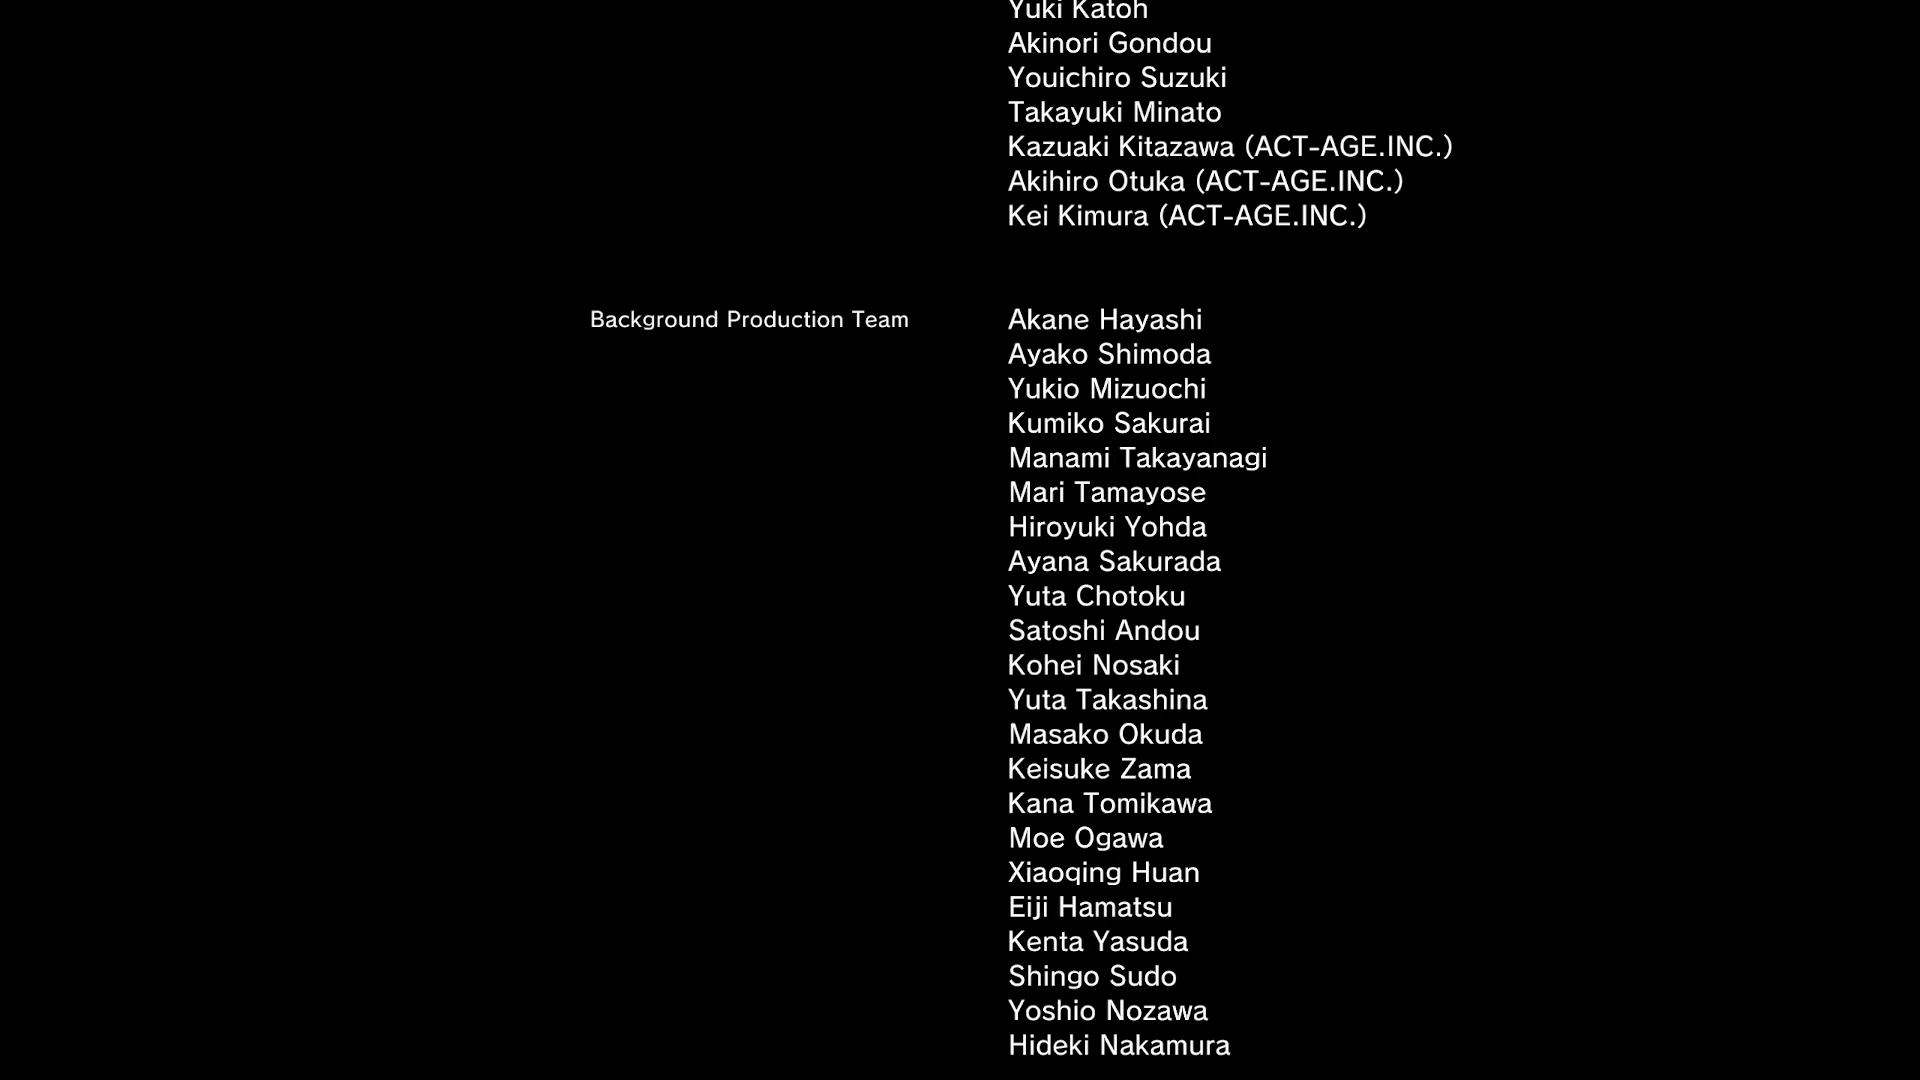 Yuki Katoh
Akinori Gondou
Youichiro Suzuki
Takayuki Minato
Kazuaki Kitazawa (ACT-AGE.INC.)
Akihiro Otuka (ACT-AGE.INC.)
Kei Kimura (ACT-AGE.INC.)
Background Production Team
Akane Hayashi
Ayako Shimoda
Yukio Mizuochi
Kumiko Sakurai
Manami Takayanagi
Mari Tamayose
Hiroyuki Yohda
Ayana Sakurada
Yuta Chotoku
Satoshi Andou
Kohei Nosaki
Yuta Takashina
Masako Okuda
Keisuke Zama
Kana Tomikawa
Moe Ogawa
Xiaoqing Huan
Eiji Hamatsu
Kenta Yasuda
Shingo Sudo
Yoshio Nozawa
Hideki Nakamura